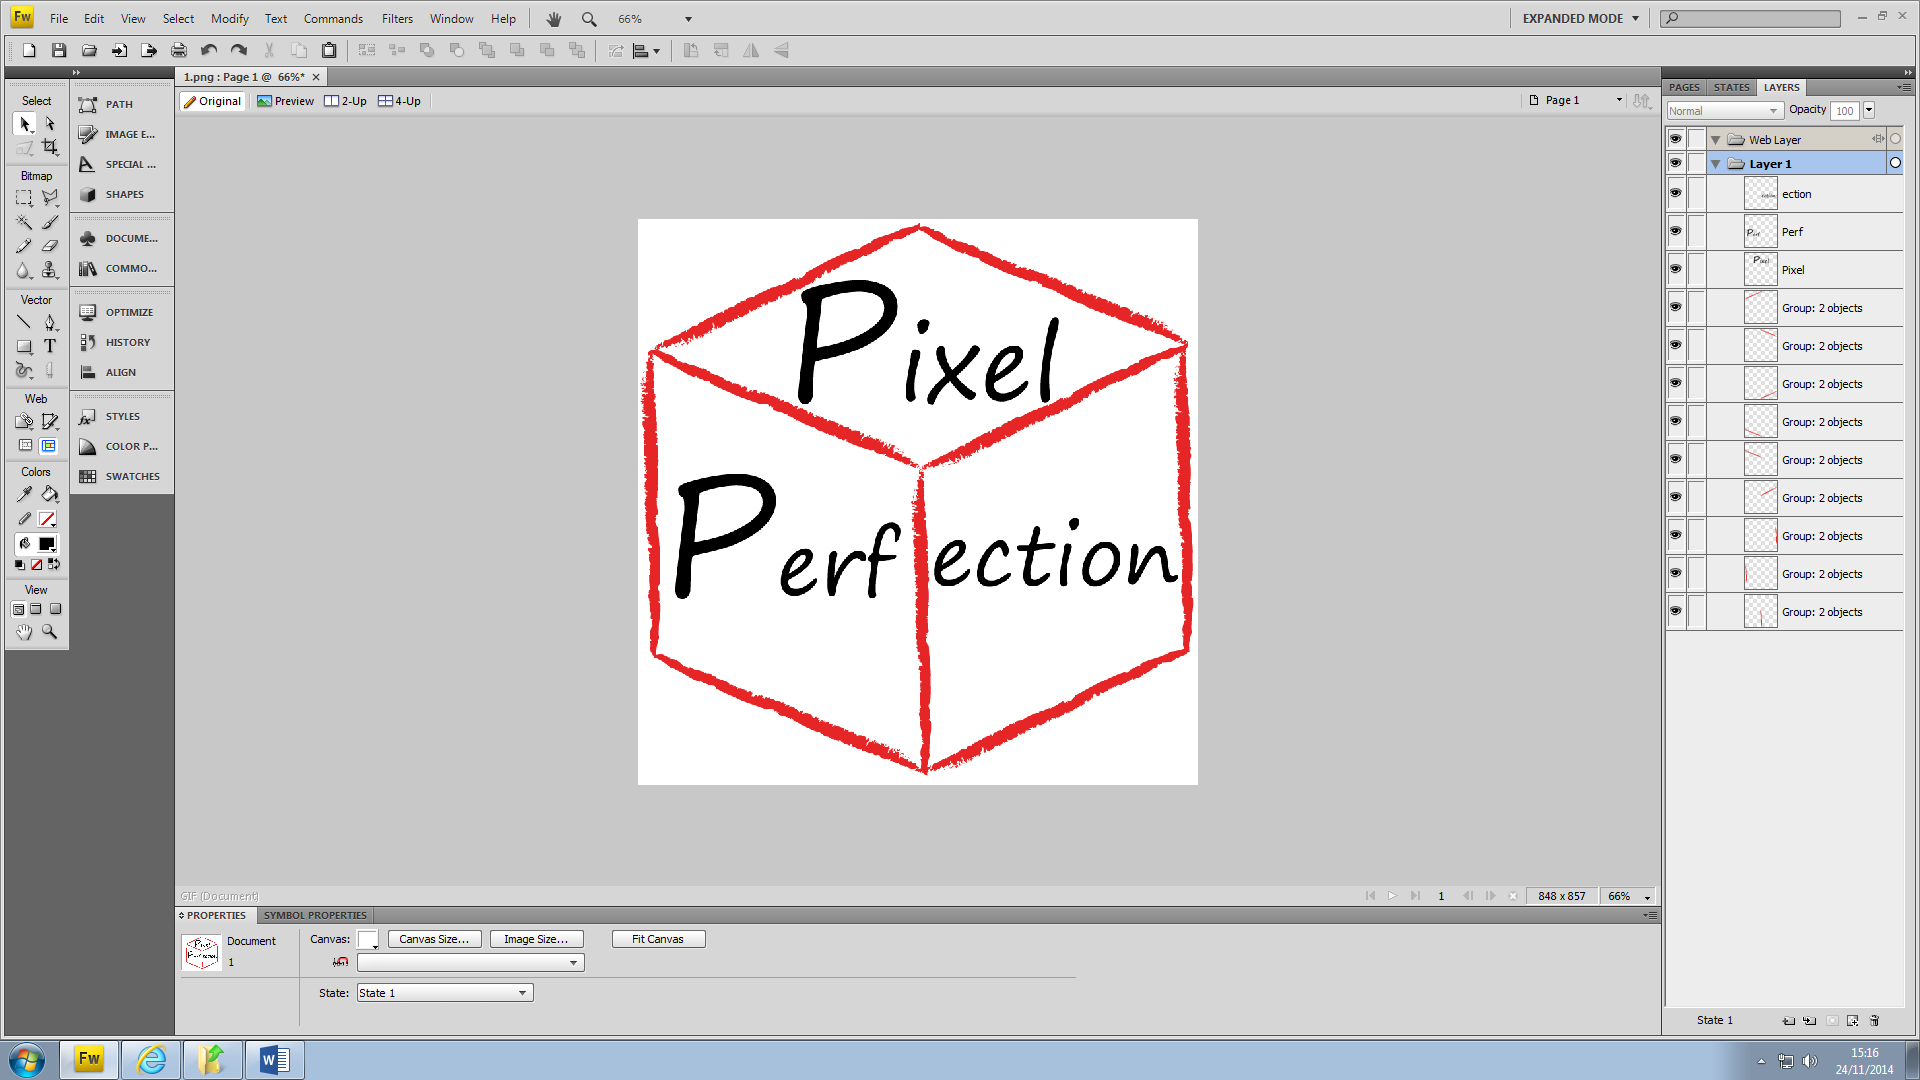 Fw File Edit View Select Modify Text Commands Filters Window Help 66% EXPANDED MODE
1.png : Page 1 @ 66%*
Original Preview 2-Up 4-Up Page 1
Select
Bitmap
Vector
Web
Colors
View
PATH
IMAGE E...
SPECIAL ...
SHAPES
DOCUME...
COMMO...
OPTIMIZE
HISTORY
ALIGN
STYLES
COLOR P...
SWATCHES
Pixel
Perf ection
PAGES STATES LAYERS
Normal Opacity 100
Web Layer
Layer 1
ection
Perf
Pixel
Group: 2 objects
Group: 2 objects
Group: 2 objects
Group: 2 objects
Group: 2 objects
Group: 2 objects
Group: 2 objects
Group: 2 objects
Group: 2 objects
State 1
GIF (Document) 1 848 x 857 66%
PROPERTIES SYMBOL PROPERTIES
Document
1
Canvas: Canvas Size... Image Size... Fit Canvas
State: State 1
Fw
15:16
24/11/2014